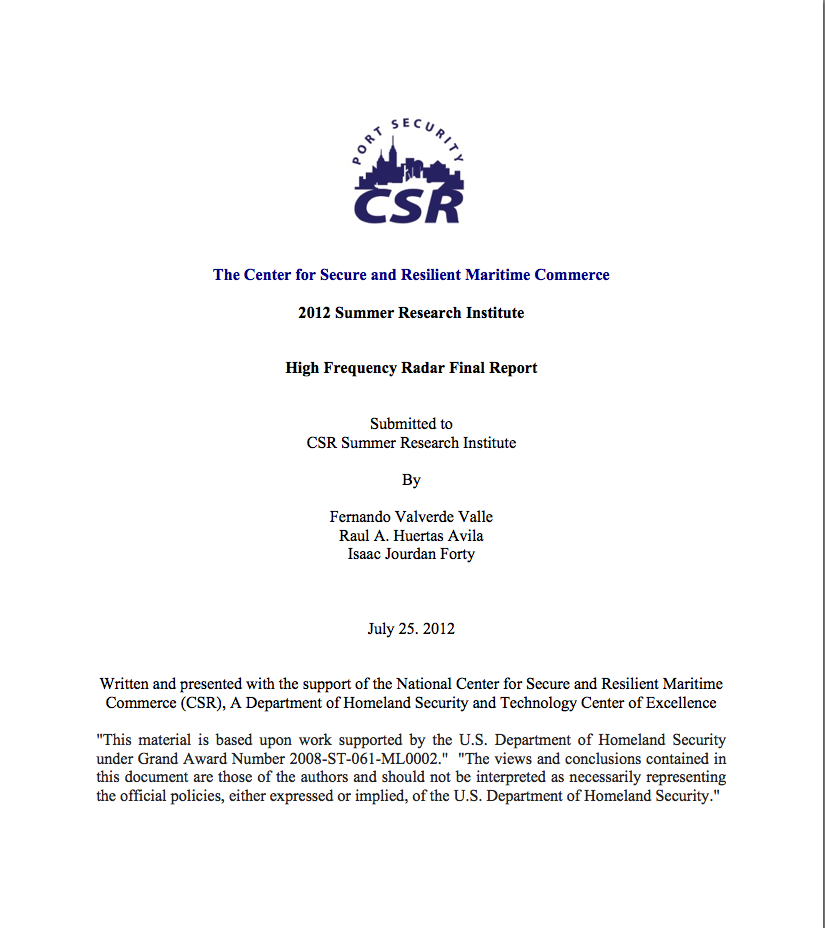 PORT SECURITY
CSR
The Center for Secure and Resilient Maritime Commerce
2012 Summer Research Institute
High Frequency Radar Final Report
Submitted to
CSR Summer Research Institute
By
Fernando Valverde Valle
Raul A. Huertas Avila
Isaac Jourdan Forty
July 25. 2012
Written and presented with the support of the National Center for Secure and Resilient Maritime
Commerce (CSR), A Department of Homeland Security and Technology Center of Excellence
"This material is based upon work supported by the U.S. Department of Homeland Security
under Grand Award Number 2008-ST-061-ML0002." "The views and conclusions contained in
this document are those of the authors and should not be interpreted as necessarily representing
the official policies, either expressed or implied, of the U.S. Department of Homeland Security."